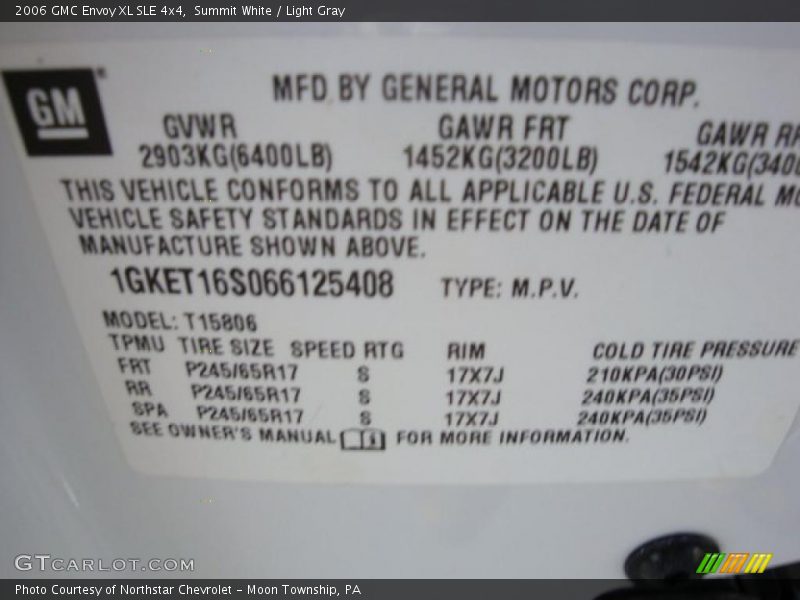 2006 GMC Envoy XL SLE 4x4,  Summit White / Light Gray
GM
MFD BY GENERAL MOTORS CORP.
GVWR GAWR FRT GAWR RR
2903KG(6400LB) 1452KG(3200LB) 1542KG(3400
THIS VEHICLE CONFORMS TO ALL APPLICABLE U.S. FEDERAL
VEHICLE SAFETY STANDARDS IN EFFECT ON THE DATE OF
MANUFACTURE SHOWN ABOVE.
1GKET16S066125408 TYPE: M.P.V.
MODEL: T15806
TPMU TIRE SIZE SPEED RTG RIM COLD TIRE PRESSURE
FRT P245/65R17 S 17X7J 210KPA(30PSI)
RR P245/65R17 S 17X7J 240KPA(35PSI)
SPA P245/65R17 S 17X7J 240KPA(35PSI)
SEE OWNER'S MANUAL FOR MORE INFORMATION.
GTCARLOT.COM
Photo Courtesy of Northstar Chevrolet - Moon Township, PA